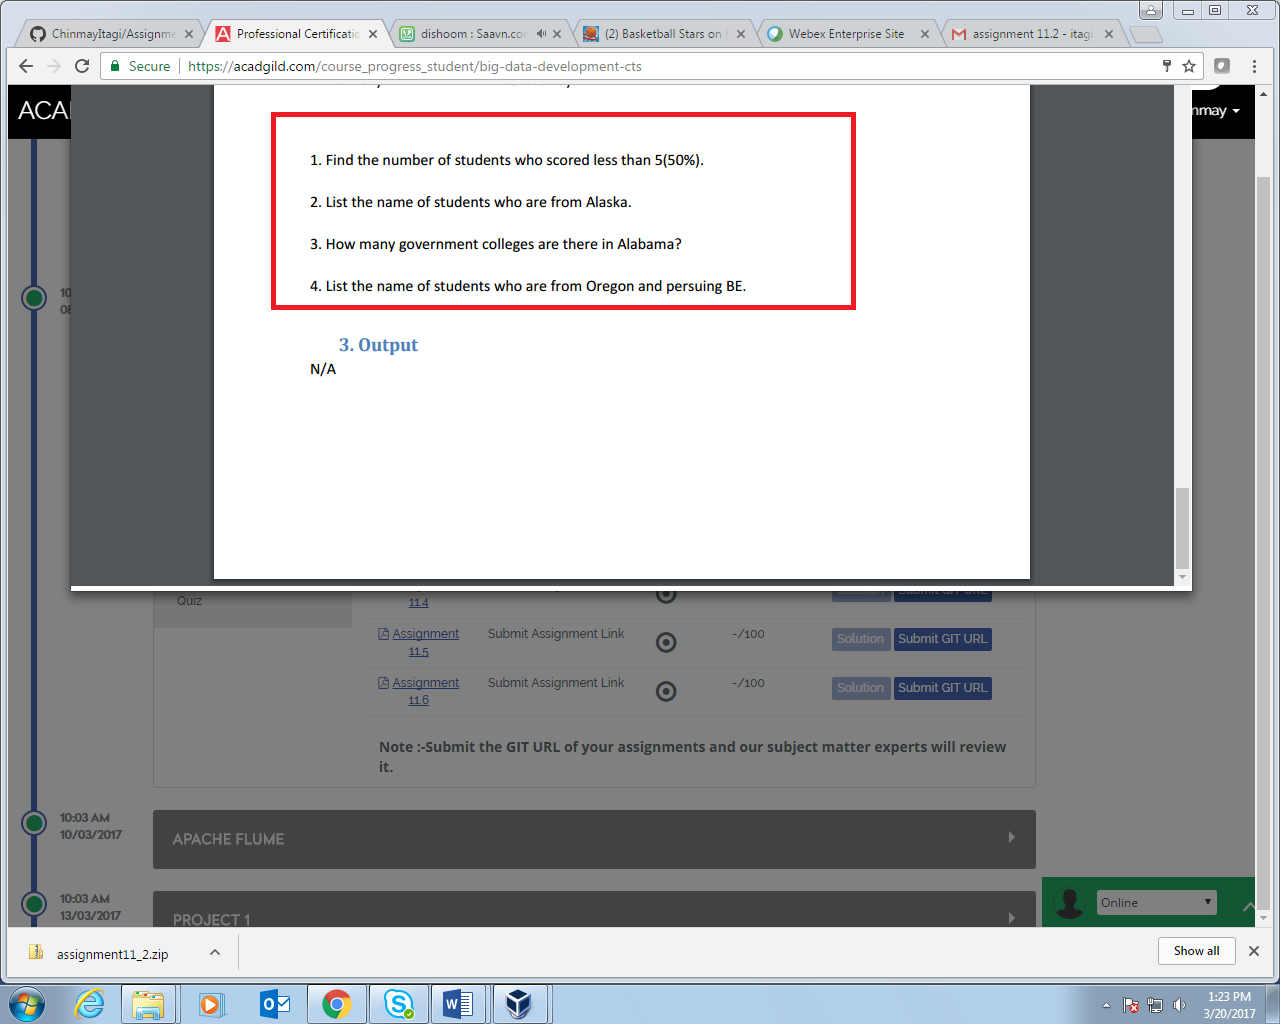 ChinmayItagi/Assignme
Professional Certificatio
dishoom : Saavn.com
(2) Basketball Stars on
Webex Enterprise Site
assignment 11.2 - itagi
Secure
https://acadgild.com/course_progress_student/big-data-development-cts
ACA
nmay
1. Find the number of students who scored less than 5(50%).
2. List the name of students who are from Alaska.
3. How many government colleges are there in Alabama?
4. List the name of students who are from Oregon and persuing BE.
3. Output
N/A
10
08
Quiz
11.4
Solution Submit GIT URL
Assignment 11.5 Submit Assignment Link -/100 Solution Submit GIT URL
Assignment 11.6 Submit Assignment Link -/100 Solution Submit GIT URL
Note :-Submit the GIT URL of your assignments and our subject matter experts will review
it.
10:03 AM
10/03/2017
APACHE FLUME
10:03 AM
13/03/2017
PROJECT 1
Online
assignment11_2.zip
Show all
1:23 PM
3/20/2017